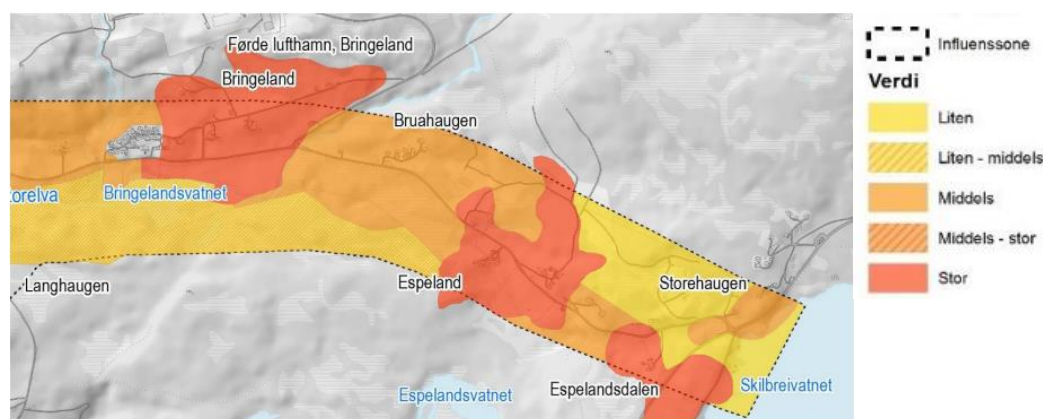 Førde lufthamn, Bringeland
Bringeland
Bruahaugen
torelva
Bringelandsvatnet
Langhaugen
Espeland
Storehaugen
Espelandsvatnet
Espelandsdalen
Skilbreivatnet
Influenssone
Verdi
Liten
Liten - middels
Middels
Middels - stor
Stor